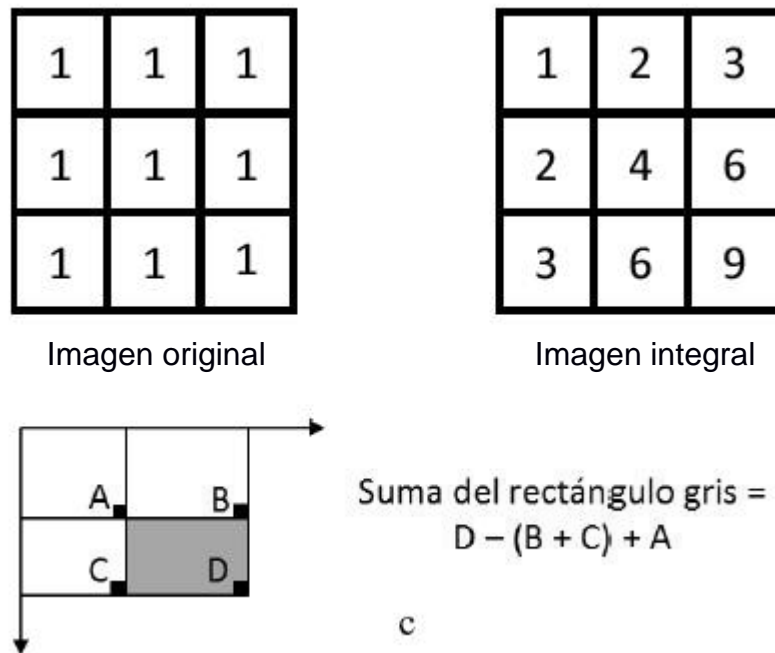 1 1 1
1 1 1
1 1 1
Imagen original
1 2 3
2 4 6
3 6 9
Imagen integral
A B
C D
Suma del rectángulo gris =
D – (B + C) + A
c